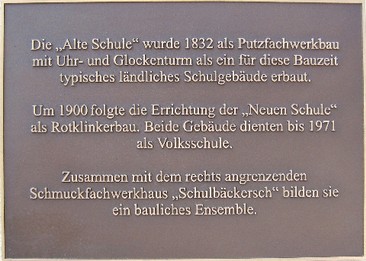 Die „Alte Schule“ wurde 1832 als Putzfachwerkbau
mit Uhr- und Glockenturm als ein für diese Bauzeit
typisches ländliches Schulgebäude erbaut.
Um 1900 folgte die Errichtung der „Neuen Schule“
als Rotklinkerbau. Beide Gebäude dienten bis 1971
als Volksschule.
Zusammen mit dem rechts angrenzenden
Schmuckfachwerkhaus „Schulbäckersch“ bilden sie
ein bauliches Ensemble.